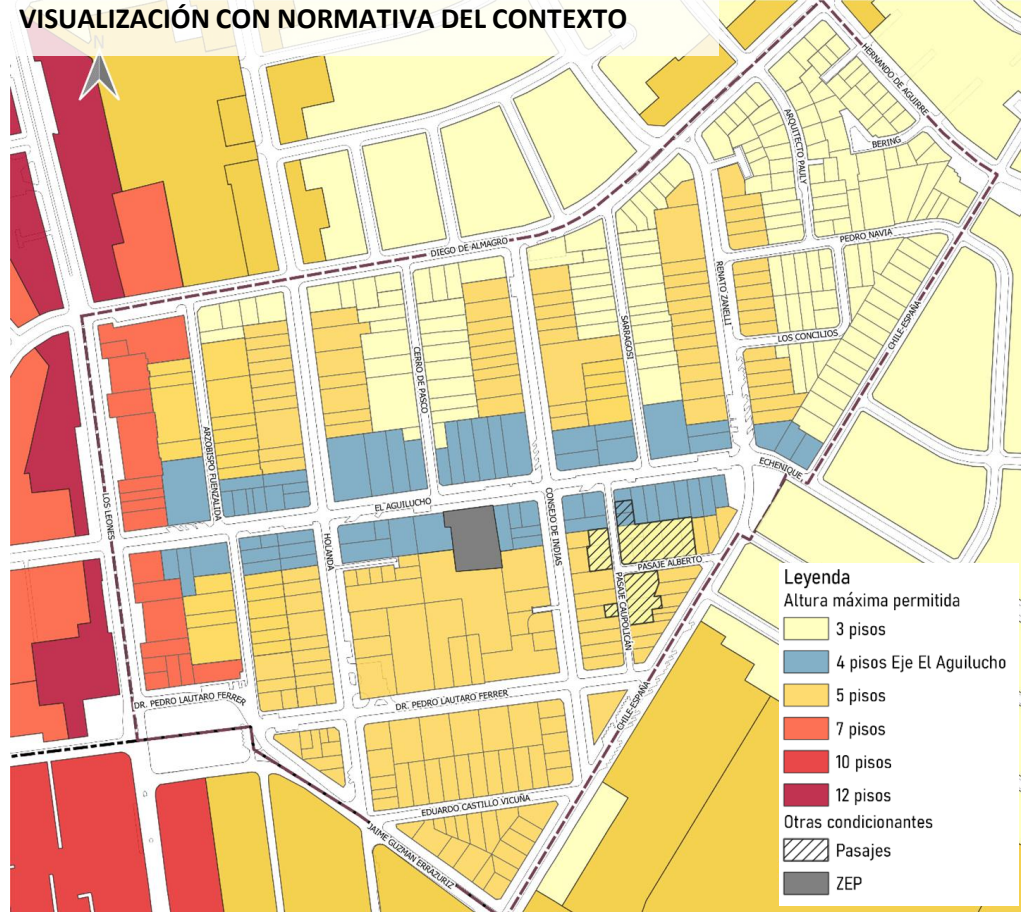 VISUALIZACIÓN CON NORMATIVA DEL CONTEXTO
N
HERNANDO DE AGUIRRE
ARQUITECTO PAULY
BERING
DIEGO DE ALMAGRO
PEDRO NAVIA
RENATO ZANELLI
SARRAGOSI
LOS CONCILIOS
CHILE-ESPAÑA
CERRO DE PASCO
ARZOBISPO FUENZALIDA
LOS LEONES
EL AGUILUCHO
ECHENIQUE
HOLANDA
CONSEJO DE INDIAS
PASAJE ALBERTO
PASAJE CAUPOLICÁN
DR. PEDRO LAUTARO FERRER
DR. PEDRO LAUTARO FERRER
CHILE-ESPAÑA
EDUARDO CASTILLO VICUÑA
JAIME GUZMAN ERRAZURIZ
Leyenda
Altura máxima permitida
3 pisos
4 pisos Eje El Aguilucho
5 pisos
7 pisos
10 pisos
12 pisos
Otras condicionantes
Pasajes
ZEP